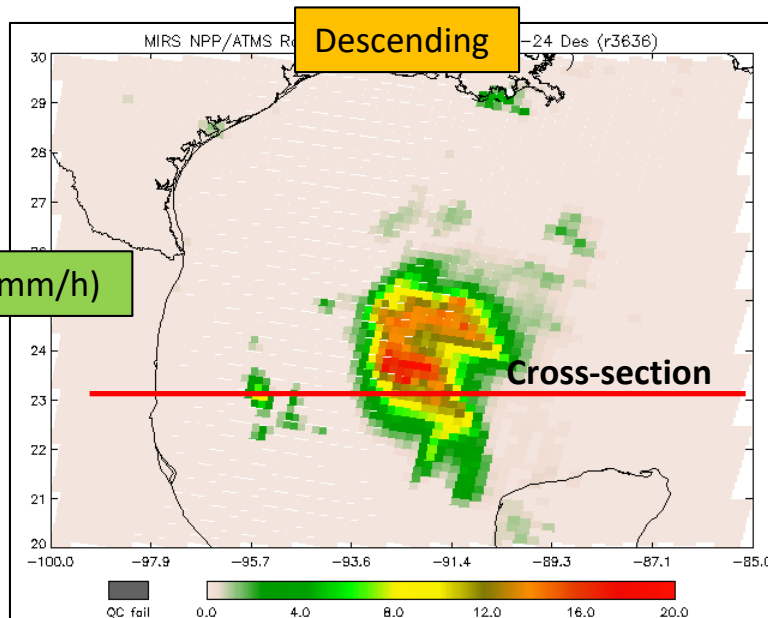 Descending
MIRS NPP/ATMS -24 Des (r3636)
30
29
28
27
mm/h)
25
24
Cross-section
23
22
21
20
-100.0 -97.9 -95.7 -93.6 -91.4 -89.3 -87.1 -85.0
QC fail 0.0 4.0 8.0 12.0 16.0 20.0